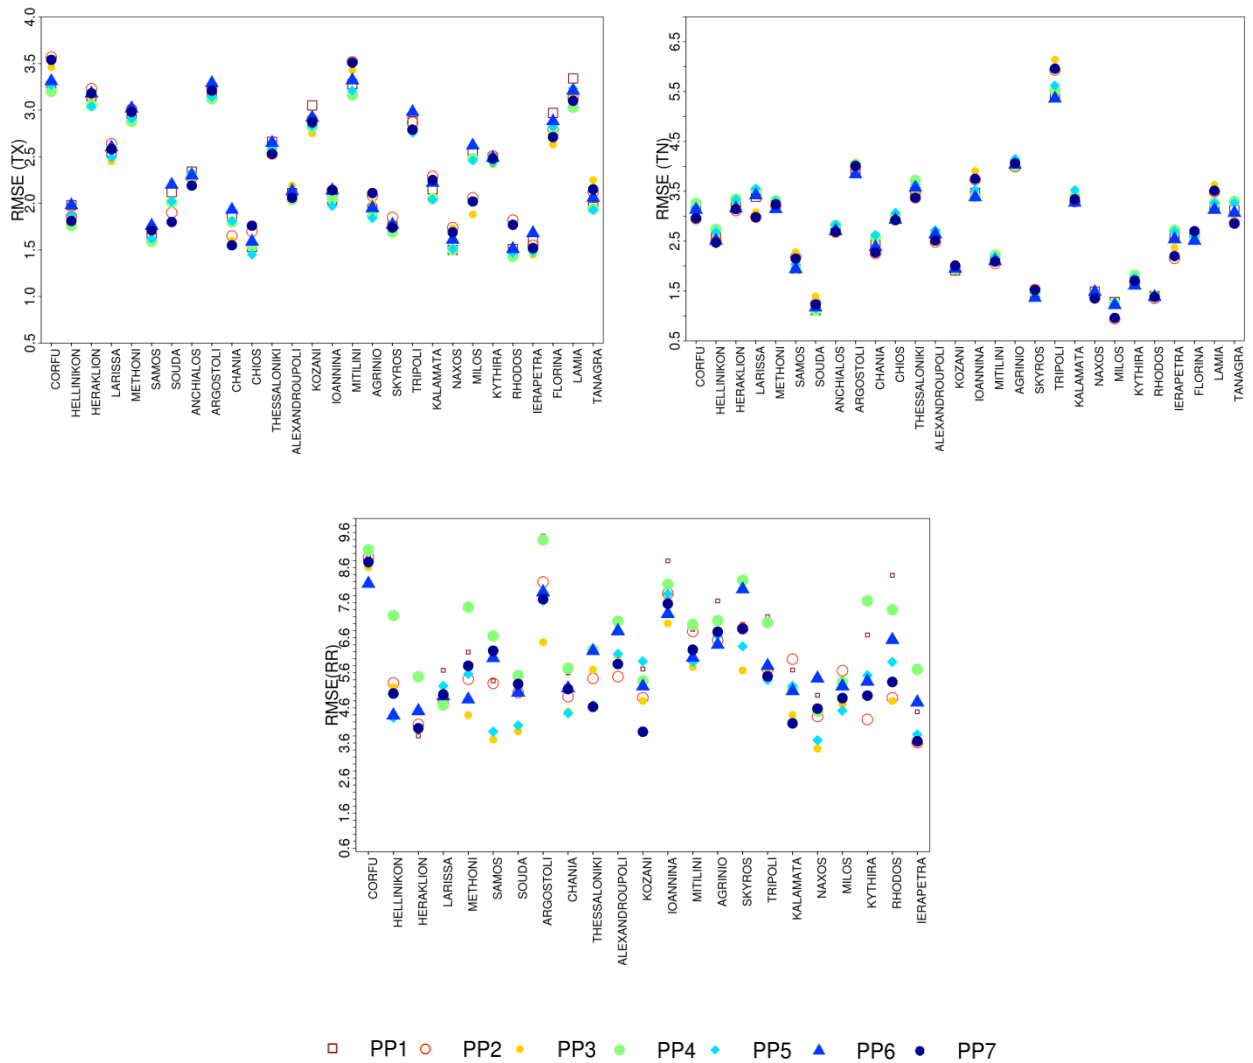 RMSE (TX)
4.0
3.5
3.0
2.5
2.0
1.5
1.0
0.5
CORFU
HELLINIKON
HERAKLION
LARISSA
METHONI
SAMOS
SOUDA
ANCHIALOS
ARGOSTOLI
CHANIA
CHIOS
THESSALONIKI
ALEXANDROUPOLI
KOZANI
IOANNINA
MITILINI
AGRINIO
SKYROS
TRIPOLI
KALAMATA
NAXOS
MILOS
KYTHIRA
RHODOS
IERAPETRA
FLORINA
LAMIA
TANAGRA
RMSE (TN)
6.5
5.5
4.5
3.5
2.5
1.5
0.5
CORFU
HELLINIKON
HERAKLION
LARISSA
METHONI
SAMOS
SOUDA
ANCHIALOS
ARGOSTOLI
CHANIA
CHIOS
THESSALONIKI
ALEXANDROUPOLI
KOZANI
IOANNINA
MITILINI
AGRINIO
SKYROS
TRIPOLI
KALAMATA
NAXOS
MILOS
KYTHIRA
RHODOS
IERAPETRA
FLORINA
LAMIA
TANAGRA
RMSE(RR)
9.6
8.6
7.6
6.6
5.6
4.6
3.6
2.6
1.6
0.6
CORFU
HELLINIKON
HERAKLION
LARISSA
METHONI
SAMOS
SOUDA
ARGOSTOLI
CHANIA
THESSALONIKI
ALEXANDROUPOLI
KOZANI
IOANNINA
MITILINI
AGRINIO
SKYROS
TRIPOLI
KALAMATA
NAXOS
MILOS
KYTHIRA
RHODOS
IERAPETRA
PP1 PP2 PP3 PP4 PP5 PP6 PP7